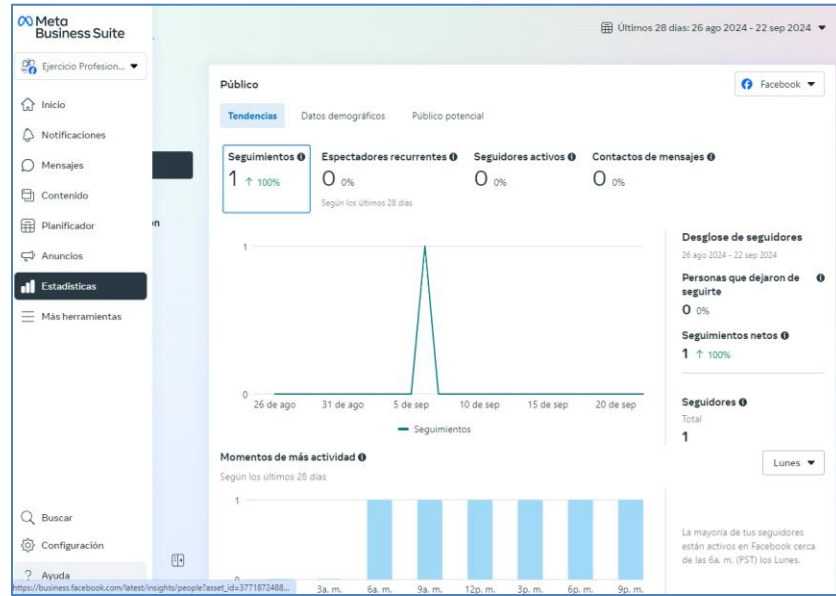 Meta
Business Suite
Últimos 28 días: 26 ago 2024 - 22 sep 2024
Ejercicio Profesion...
Inicio
Notificaciones
Mensajes
Contenido
Planificador
Anuncios
Estadísticas
Más herramientas
Buscar
Configuración
Ayuda
https://business.facebook.com/latest/insights/people?asset_id=3771872488...
Público
Facebook
Tendencias Datos demográficos Público potencial
Seguimientos Espectadores recurrentes Seguidores activos Contactos de mensajes
1 ↑ 100% 0 0% 0 0% 0 0%
Según los últimos 28 días
1
0
26 de ago 31 de ago 5 de sep 10 de sep 15 de sep 20 de sep
Seguimientos
Desglose de seguidores
26 ago 2024 - 22 sep 2024
Personas que dejaron de
seguirte
0 0%
Seguimientos netos
1 ↑ 100%
Seguidores
Total
1
Momentos de más actividad
Lunes
Según los últimos 28 días
1
0
3a. m. 6a. m. 9a. m. 12p. m. 3p. m. 6p. m. 9p. m.
La mayoría de tus seguidores
están activos en Facebook cerca
de las 6a. m. (PST) los Lunes.